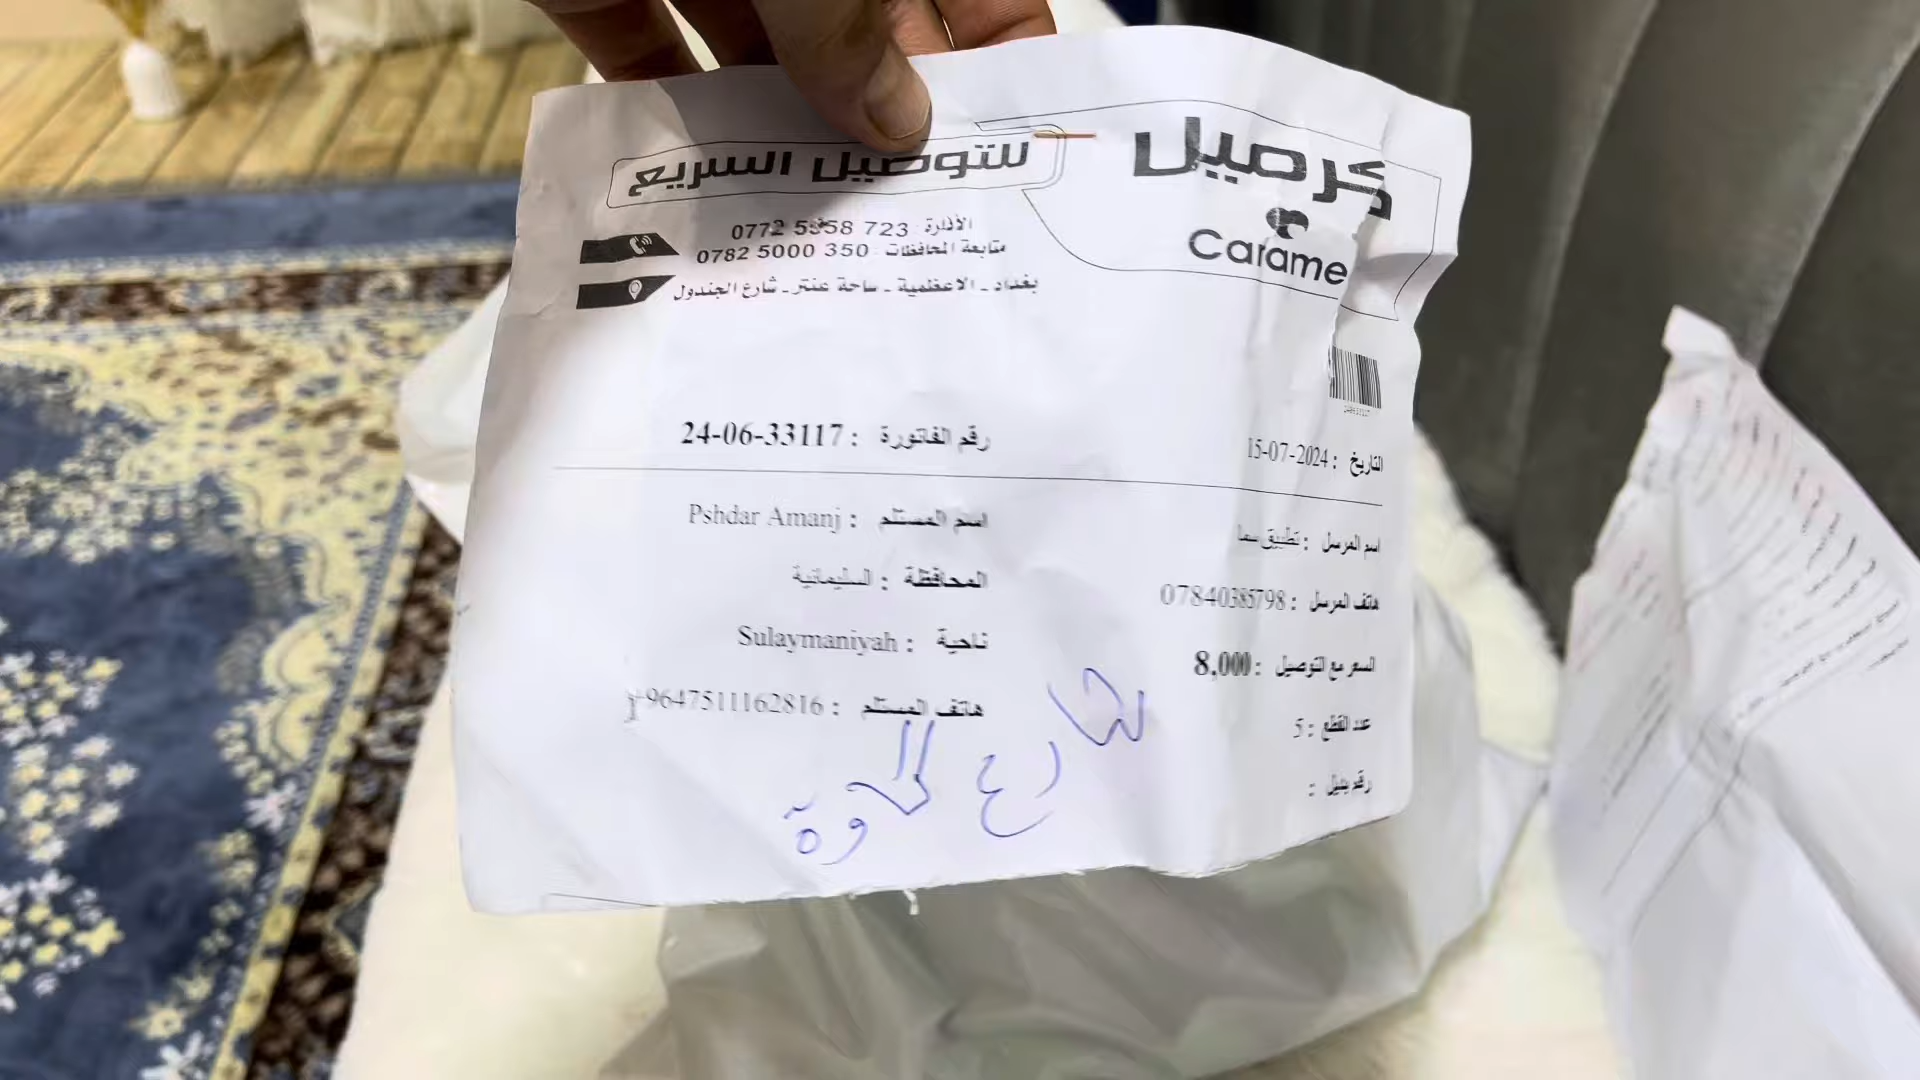 كرميل
Carame
للتوصيل السريع
الأدارة: 0772 5558 723
متابعة المحافظات: 0782 5000 350
بغداد - الاعظمية - ساحة عنتر - شارع الجندول
التاريخ : 15-07-2024
رقم الفاتورة : 24-06-33117
اسم المرسل : تطبيق سما
هاتف المرسل : 07840385798
السعر مع التوصيل : 8,000
عدد القطع : 5
رقم بديل :
اسم المستلم : Pshdar Amanj
المحافظة : السليمانية
ناحية : Sulaymaniyah
هاتف المستلم : +9647511162816
شارع